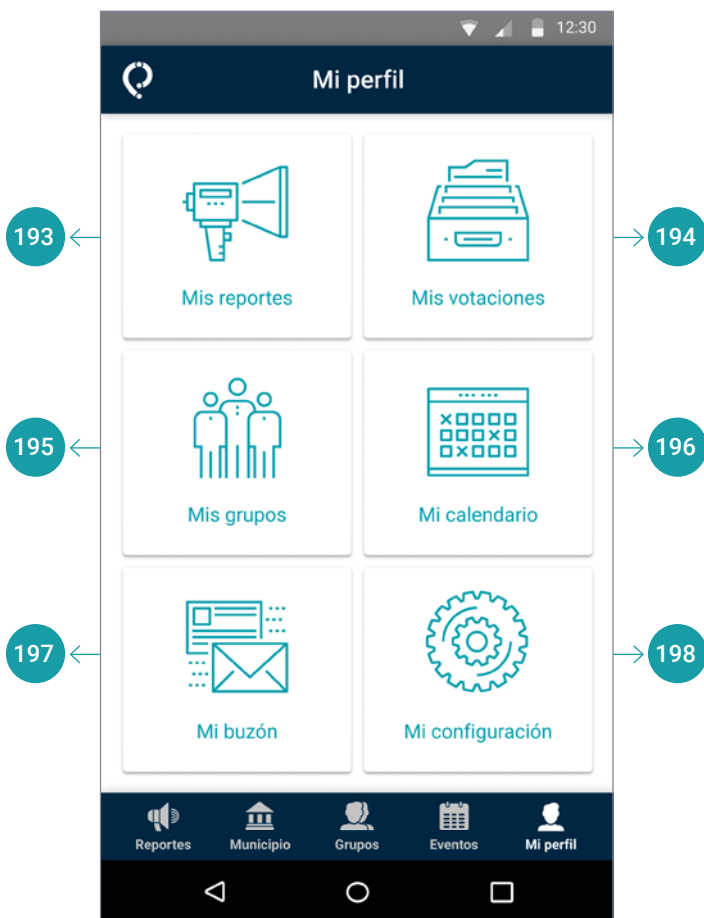 12:30
Mi perfil
193
Mis reportes
Mis votaciones
194
195
Mis grupos
Mi calendario
196
197
Mi buzón
Mi configuración
198
Reportes
Municipio
Grupos
Eventos
Mi perfil